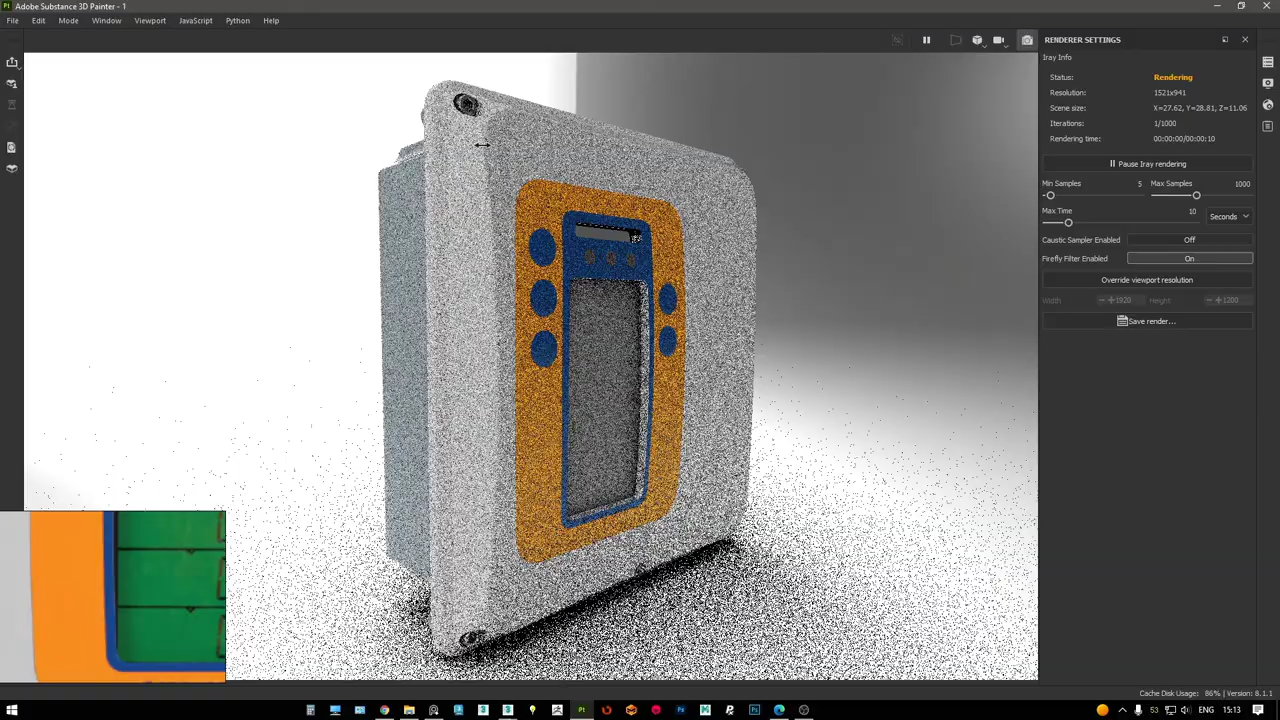 Pt Adobe Substance 3D Painter - 1
File Edit Mode Window Viewport JavaScript Python Help
RENDERER SETTINGS
Iray Info
Status: Rendering
Resolution: 1521x941
Scene size: X=27.62, Y=28.81, Z=11.06
Iterations: 1/1000
Rendering time: 00:00:00/00:00:10
Pause Iray rendering
Min Samples 5 Max Samples 1000
Max Time 10 Seconds
Caustic Sampler Enabled Off
Firefly Filter Enabled On
Override viewport resolution
Width 1920 Height 1200
Save render...
Cache Disk Usage: 86% | Version: 8.1.1
Pt Ps 53 ENG 15:13